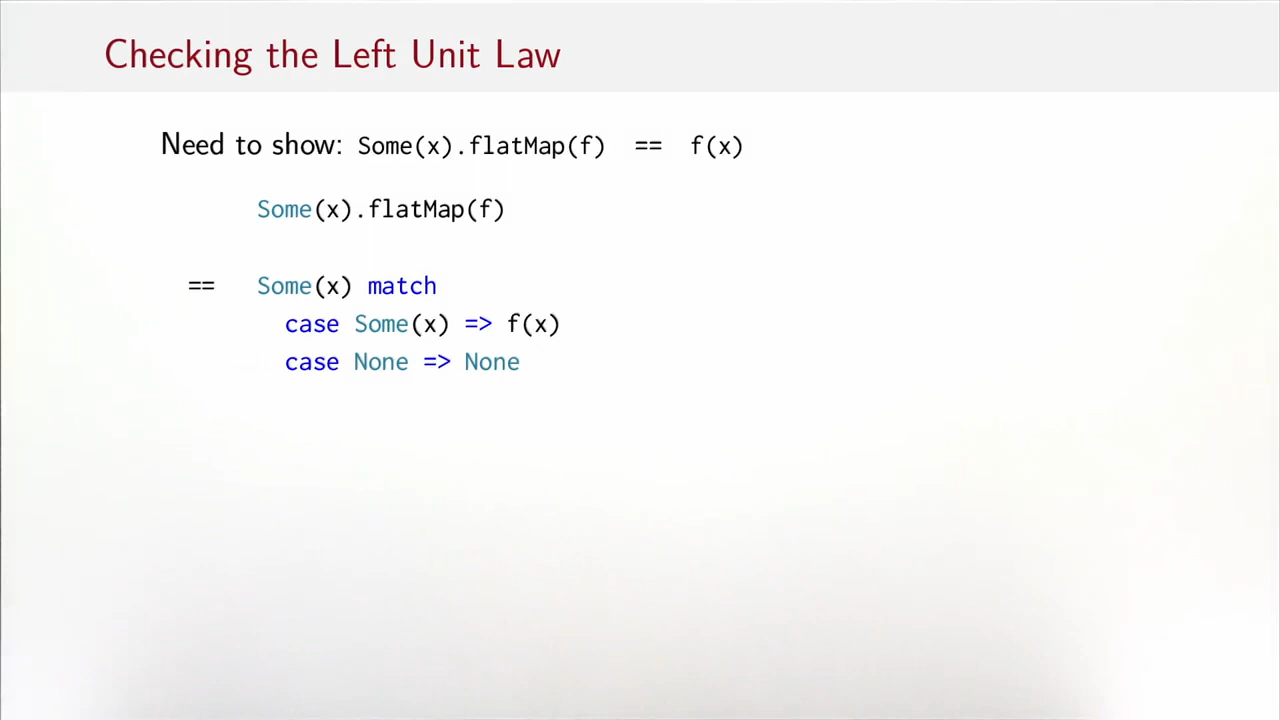 Checking the Left Unit Law
Need to show: Some(x).flatMap(f) == f(x)
Some(x).flatMap(f)
== Some(x) match
case Some(x) => f(x)
case None => None